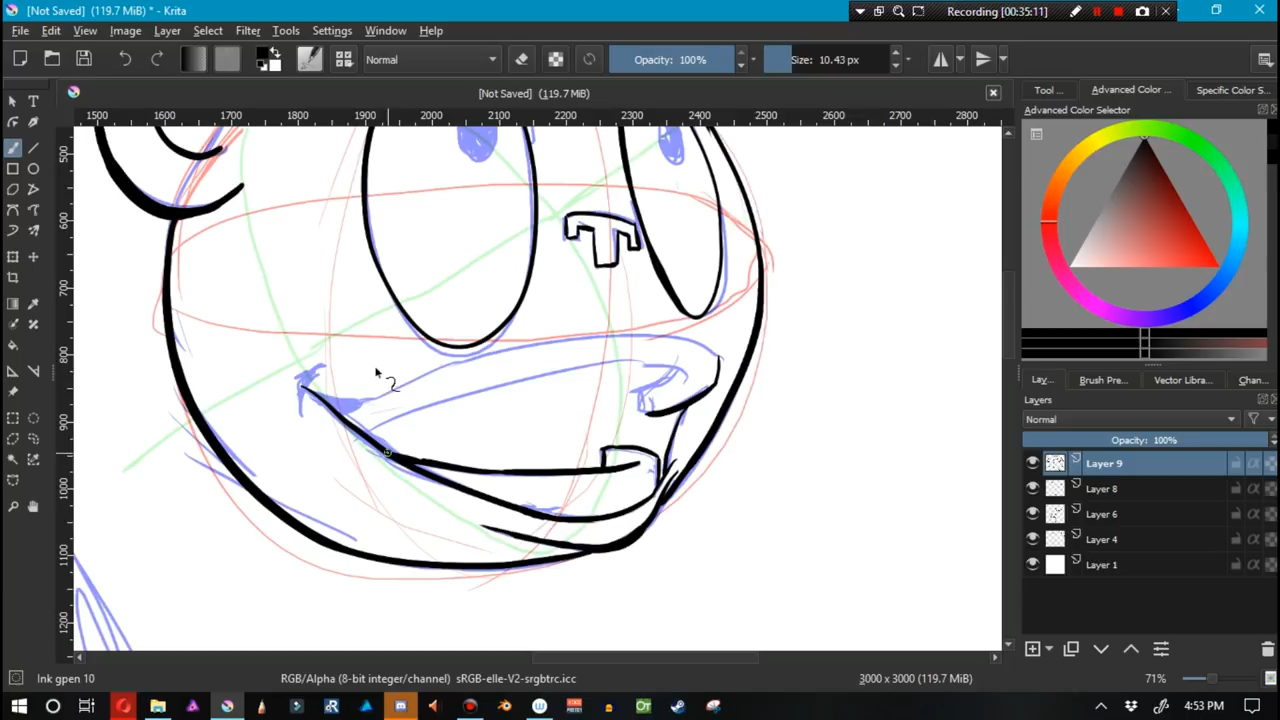 [Not Saved] (119.7 MiB) * - Krita
Recording [00:35:11]
File Edit View Image Layer Select Filter Tools Settings Window Help
Normal
Opacity: 100%
Size: 10.43 px
[Not Saved] (119.7 MiB)
Tool ...
Advanced Color ...
Specific Color S...
1500 1600 1700 1800 1900 2000 2100 2200 2300 2400 2500 2600 2700 2800
Advanced Color Selector
500
600
700
800
900
1000
1100
1200
Lay...
Brush Pre...
Vector Libra...
Chan...
Layers
Normal
Opacity: 100%
Layer 9
Layer 8
Layer 6
Layer 4
Layer 1
Ink gpen 10
RGB/Alpha (8-bit integer/channel) sRGB-elle-V2-srgbtrc.icc
3000 x 3000 (119.7 MiB)
71%
4:53 PM